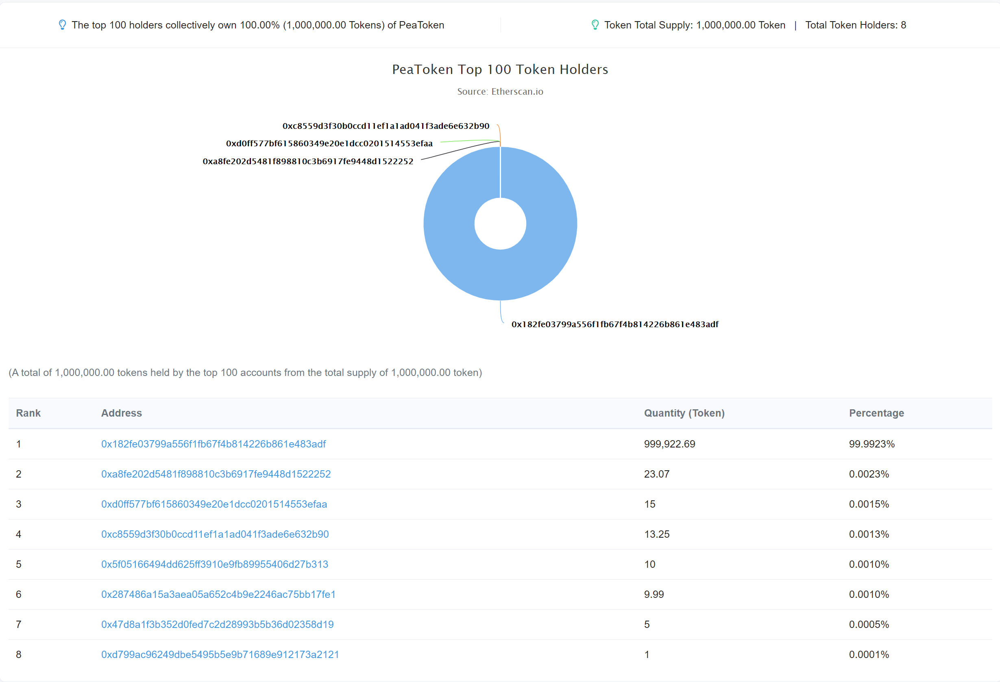 The top 100 holders collectively own 100.00% (1,000,000.00 Tokens) of PeaToken
Token Total Supply: 1,000,000.00 Token | Total Token Holders: 8
PeaToken Top 100 Token Holders
Source: Etherscan.io
0xc8559d3f30b0ccd11ef1a1ad041f3ade6e632b90
0xd0ff577bf615860349e20e1dcc0201514553efaa
0xa8fe202d5481f898810c3b6917fe9448d1522252
0x182fe03799a556f1fb67f4b814226b861e483adf
(A total of 1,000,000.00 tokens held by the top 100 accounts from the total supply of 1,000,000.00 token)
Rank Address Quantity (Token) Percentage
1 0x182fe03799a556f1fb67f4b814226b861e483adf 999,922.69 99.9923%
2 0xa8fe202d5481f898810c3b6917fe9448d1522252 23.07 0.0023%
3 0xd0ff577bf615860349e20e1dcc0201514553efaa 15 0.0015%
4 0xc8559d3f30b0ccd11ef1a1ad041f3ade6e632b90 13.25 0.0013%
5 0x5f05166494dd625ff3910e9fb89955406d27b313 10 0.0010%
6 0x287486a15a3aea05a652c4b9e2246ac75bb17fe1 9.99 0.0010%
7 0x47d8a1f3b352d0fed7c2d28993b5b36d02358d19 5 0.0005%
8 0xd799ac96249dbe5495b5e9b71689e912173a2121 1 0.0001%